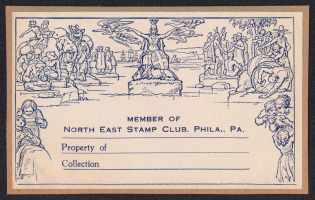 MEMBER OF
NORTH EAST STAMP CLUB. PHILA., PA.
Property of
Collection